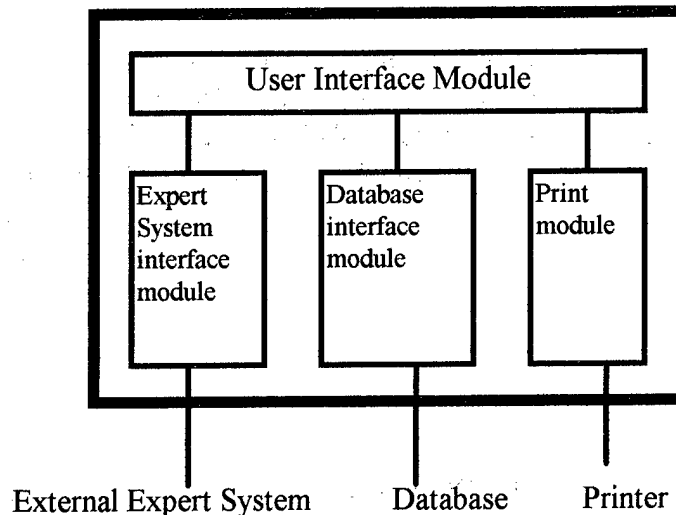 User Interface Module
Expert
System
interface
module
Database
interface
module
Print
module
External Expert System
Database
Printer